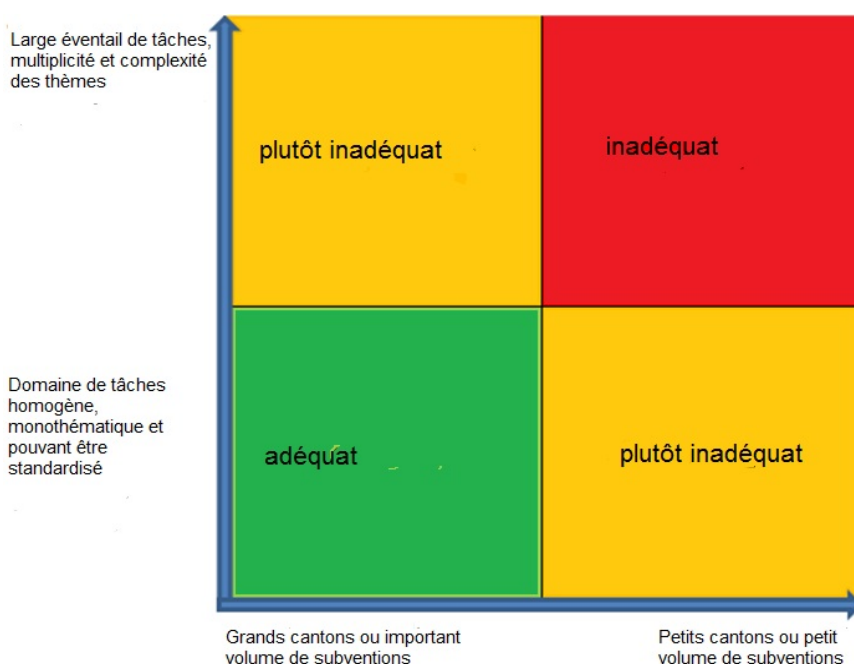 Large éventail de tâches,
multiplicité et complexité
des thèmes
plutôt inadéquat
inadéquat
Domaine de tâches
homogène,
monothématique et
pouvant être
standardisé
adéquat
plutôt inadéquat
Grands cantons ou important
volume de subventions
Petits cantons ou petit
volume de subventions